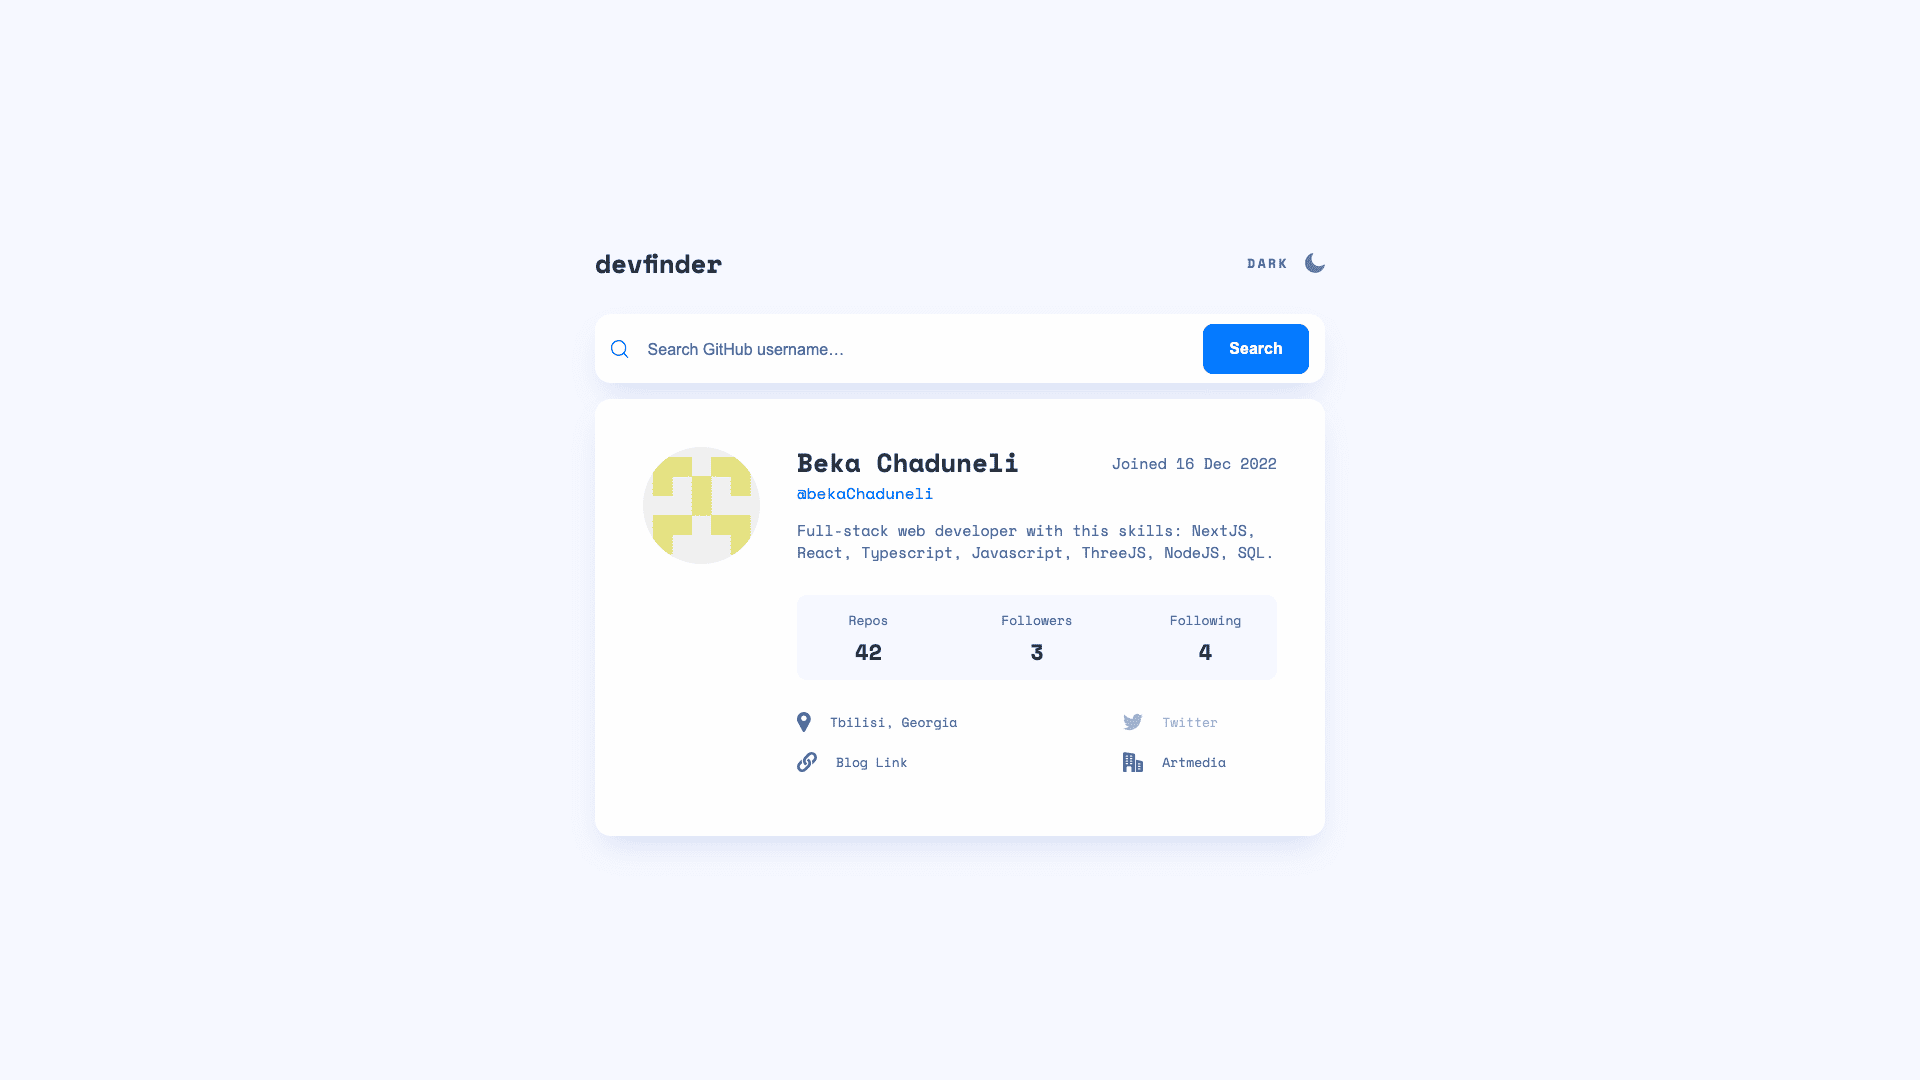 devfinder
DARK
Search GitHub username...
Search
Beka Chaduneli
Joined 16 Dec 2022
@bekaChaduneli
Full-stack web developer with this skills: NextJS,
React, Typescript, Javascript, ThreeJS, NodeJS, SQL.
Repos
Followers
Following
42
3
4
Tbilisi, Georgia
Twitter
Blog Link
Artmedia